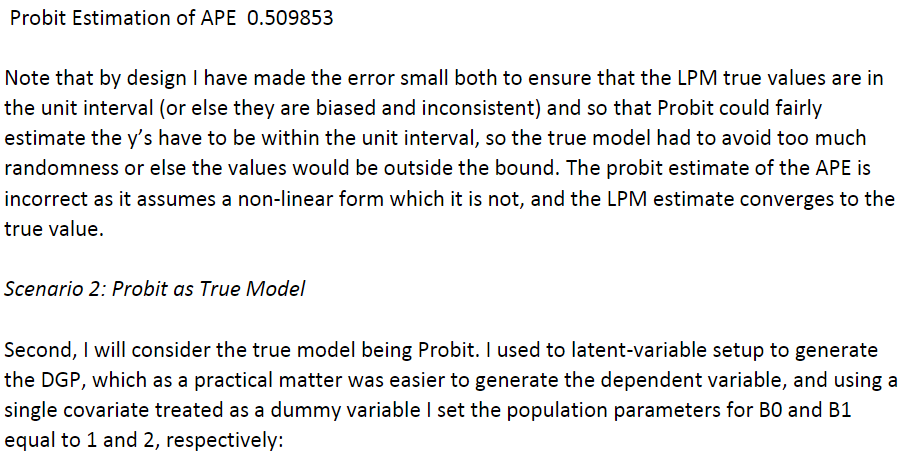 Probit Estimation of APE 0.509853
Note that by design I have made the error small both to ensure that the LPM true values are in
the unit interval (or else they are biased and inconsistent) and so that Probit could fairly
estimate the y’s have to be within the unit interval, so the true model had to avoid too much
randomness or else the values would be outside the bound. The probit estimate of the APE is
incorrect as it assumes a non-linear form which it is not, and the LPM estimate converges to the
true value.
Scenario 2: Probit as True Model
Second, I will consider the true model being Probit. I used to latent-variable setup to generate
the DGP, which as a practical matter was easier to generate the dependent variable, and using a
single covariate treated as a dummy variable I set the population parameters for B0 and B1
equal to 1 and 2, respectively: